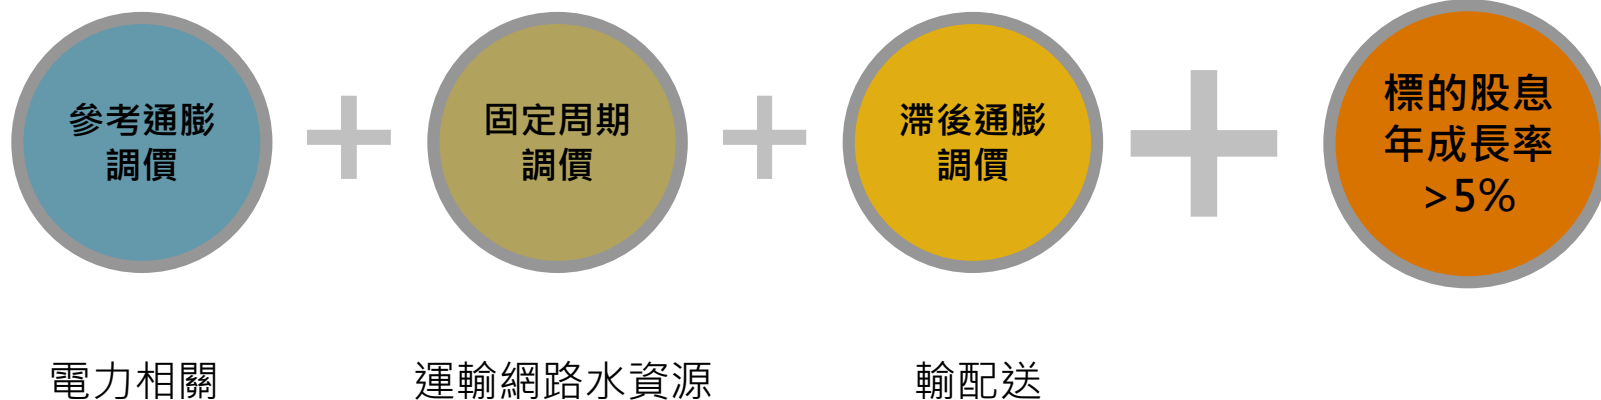 參考通膨
調價
固定周期
調價
滯後通膨
調價
標的股息
年成長率
>5%
電力相關
運輸網路水資源
輸配送